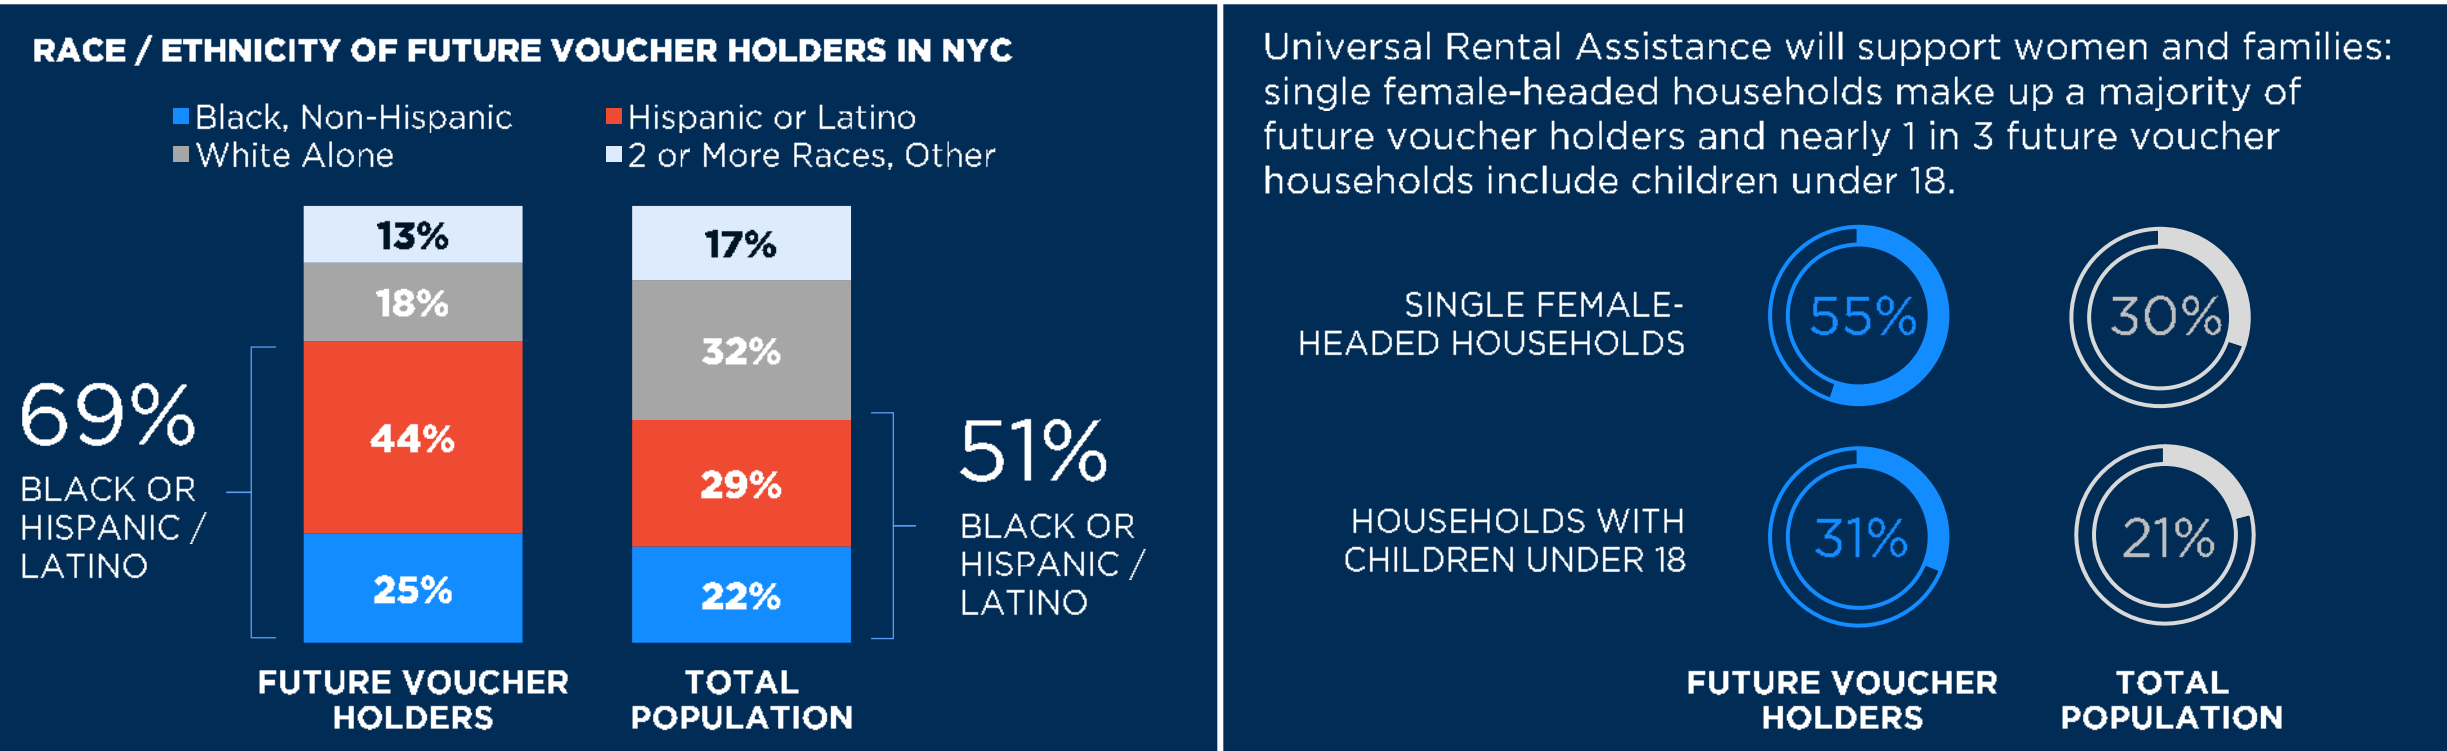 RACE / ETHNICITY OF FUTURE VOUCHER HOLDERS IN NYC
Black, Non-Hispanic
Hispanic or Latino
White Alone
2 or More Races, Other
13%
18%
44%
25%
17%
32%
29%
22%
69%
BLACK OR
HISPANIC /
LATINO
51%
BLACK OR
HISPANIC /
LATINO
FUTURE VOUCHER
HOLDERS
TOTAL
POPULATION
Universal Rental Assistance will support women and families:
single female-headed households make up a majority of
future voucher holders and nearly 1 in 3 future voucher
households include children under 18.
SINGLE FEMALE-
HEADED HOUSEHOLDS
55%
30%
HOUSEHOLDS WITH
CHILDREN UNDER 18
31%
21%
FUTURE VOUCHER
HOLDERS
TOTAL
POPULATION